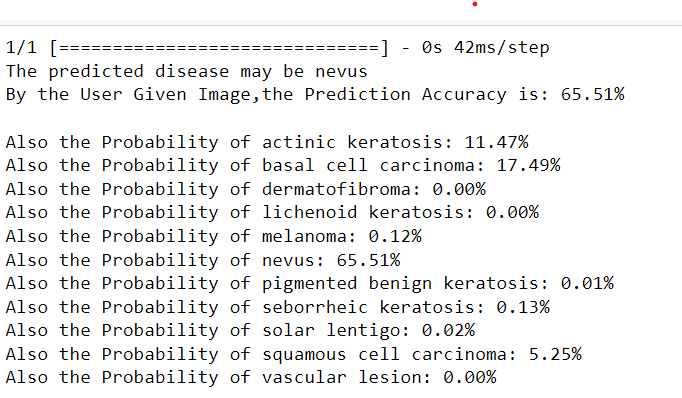 1/1 [==============================] - 0s 42ms/step
The predicted disease may be nevus
By the User Given Image,the Prediction Accuracy is: 65.51%
Also the Probability of actinic keratosis: 11.47%
Also the Probability of basal cell carcinoma: 17.49%
Also the Probability of dermatofibroma: 0.00%
Also the Probability of lichenoid keratosis: 0.00%
Also the Probability of melanoma: 0.12%
Also the Probability of nevus: 65.51%
Also the Probability of pigmented benign keratosis: 0.01%
Also the Probability of seborrheic keratosis: 0.13%
Also the Probability of solar lentigo: 0.02%
Also the Probability of squamous cell carcinoma: 5.25%
Also the Probability of vascular lesion: 0.00%